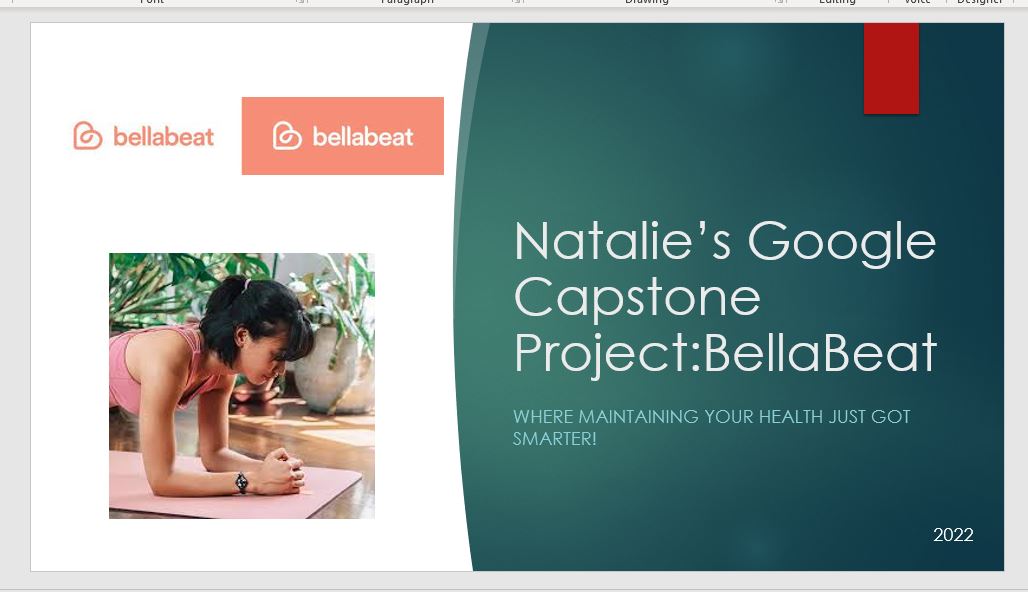 Font Paragraph Drawing Editing Voice Designer
bellabeat bellabeat
Natalie’s Google
Capstone
Project:BellaBeat
WHERE MAINTAINING YOUR HEALTH JUST GOT
SMARTER!
2022